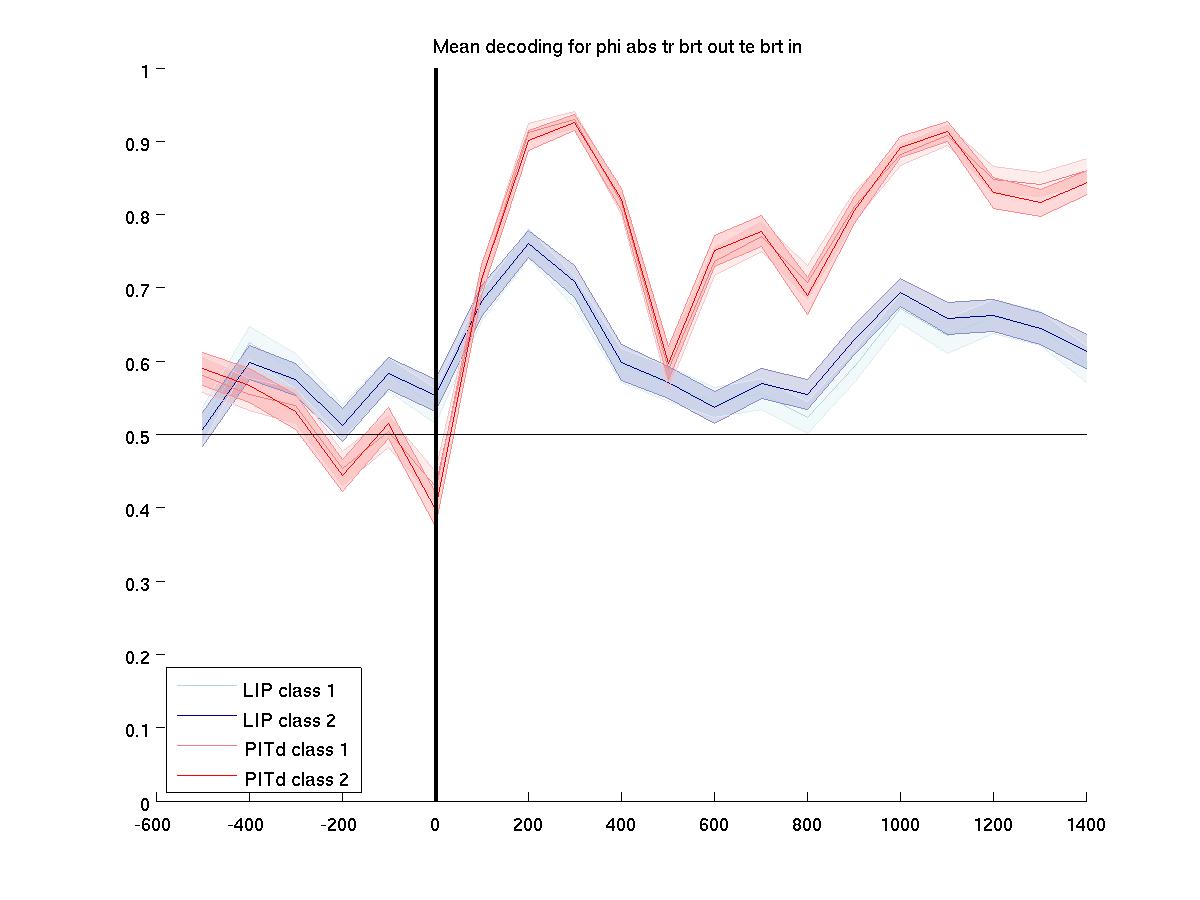 Mean decoding for phi abs tr brt out te brt in
1
0.9
0.8
0.7
0.6
0.5
0.4
0.3
0.2
0.1
0
LIP class 1
LIP class 2
PITd class 1
PITd class 2
-600 -400 -200 0 200 400 600 800 1000 1200 1400